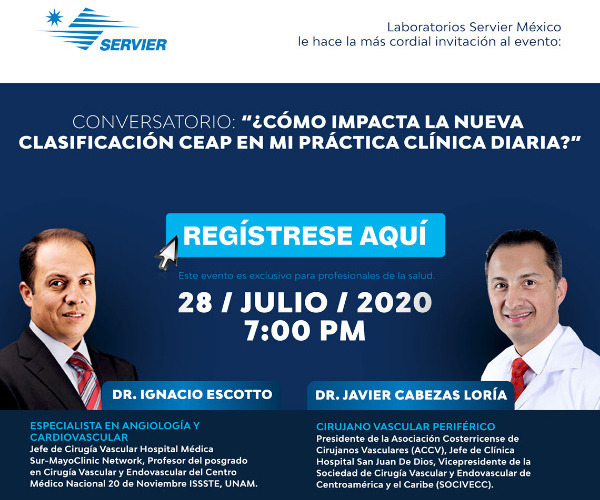 SERVIER
Laboratorios Servier México
le hace la más cordial invitación al evento:
CONVERSATORIO: “¿CÓMO IMPACTA LA NUEVA
CLASIFICACIÓN CEAP EN MI PRÁCTICA CLÍNICA DIARIA?”
REGÍSTRESE AQUÍ
Este evento es exclusivo para profesionales de la salud.
28 / JULIO / 2020
7:00 PM
DR. IGNACIO ESCOTTO
ESPECIALISTA EN ANGIOLOGÍA Y
CARDIOVASCULAR
Jefe de Cirugía Vascular Hospital Médica
Sur-MayoClinic Network, Profesor del posgrado
en Cirugía Vascular y Endovascular del Centro
Médico Nacional 20 de Noviembre ISSSTE, UNAM.
DR. JAVIER CABEZAS LORÍA
CIRUJANO VASCULAR PERIFÉRICO
Presidente de la Asociación Costerricense de
Cirujanos Vasculares (ACCV), Jefe de Clínica
Hospital San Juan De Dios, Vicepresidente de la
Sociedad de Cirugía Vascular y Endovascular de
Centroamérica y el Caribe (SOCIVECC).